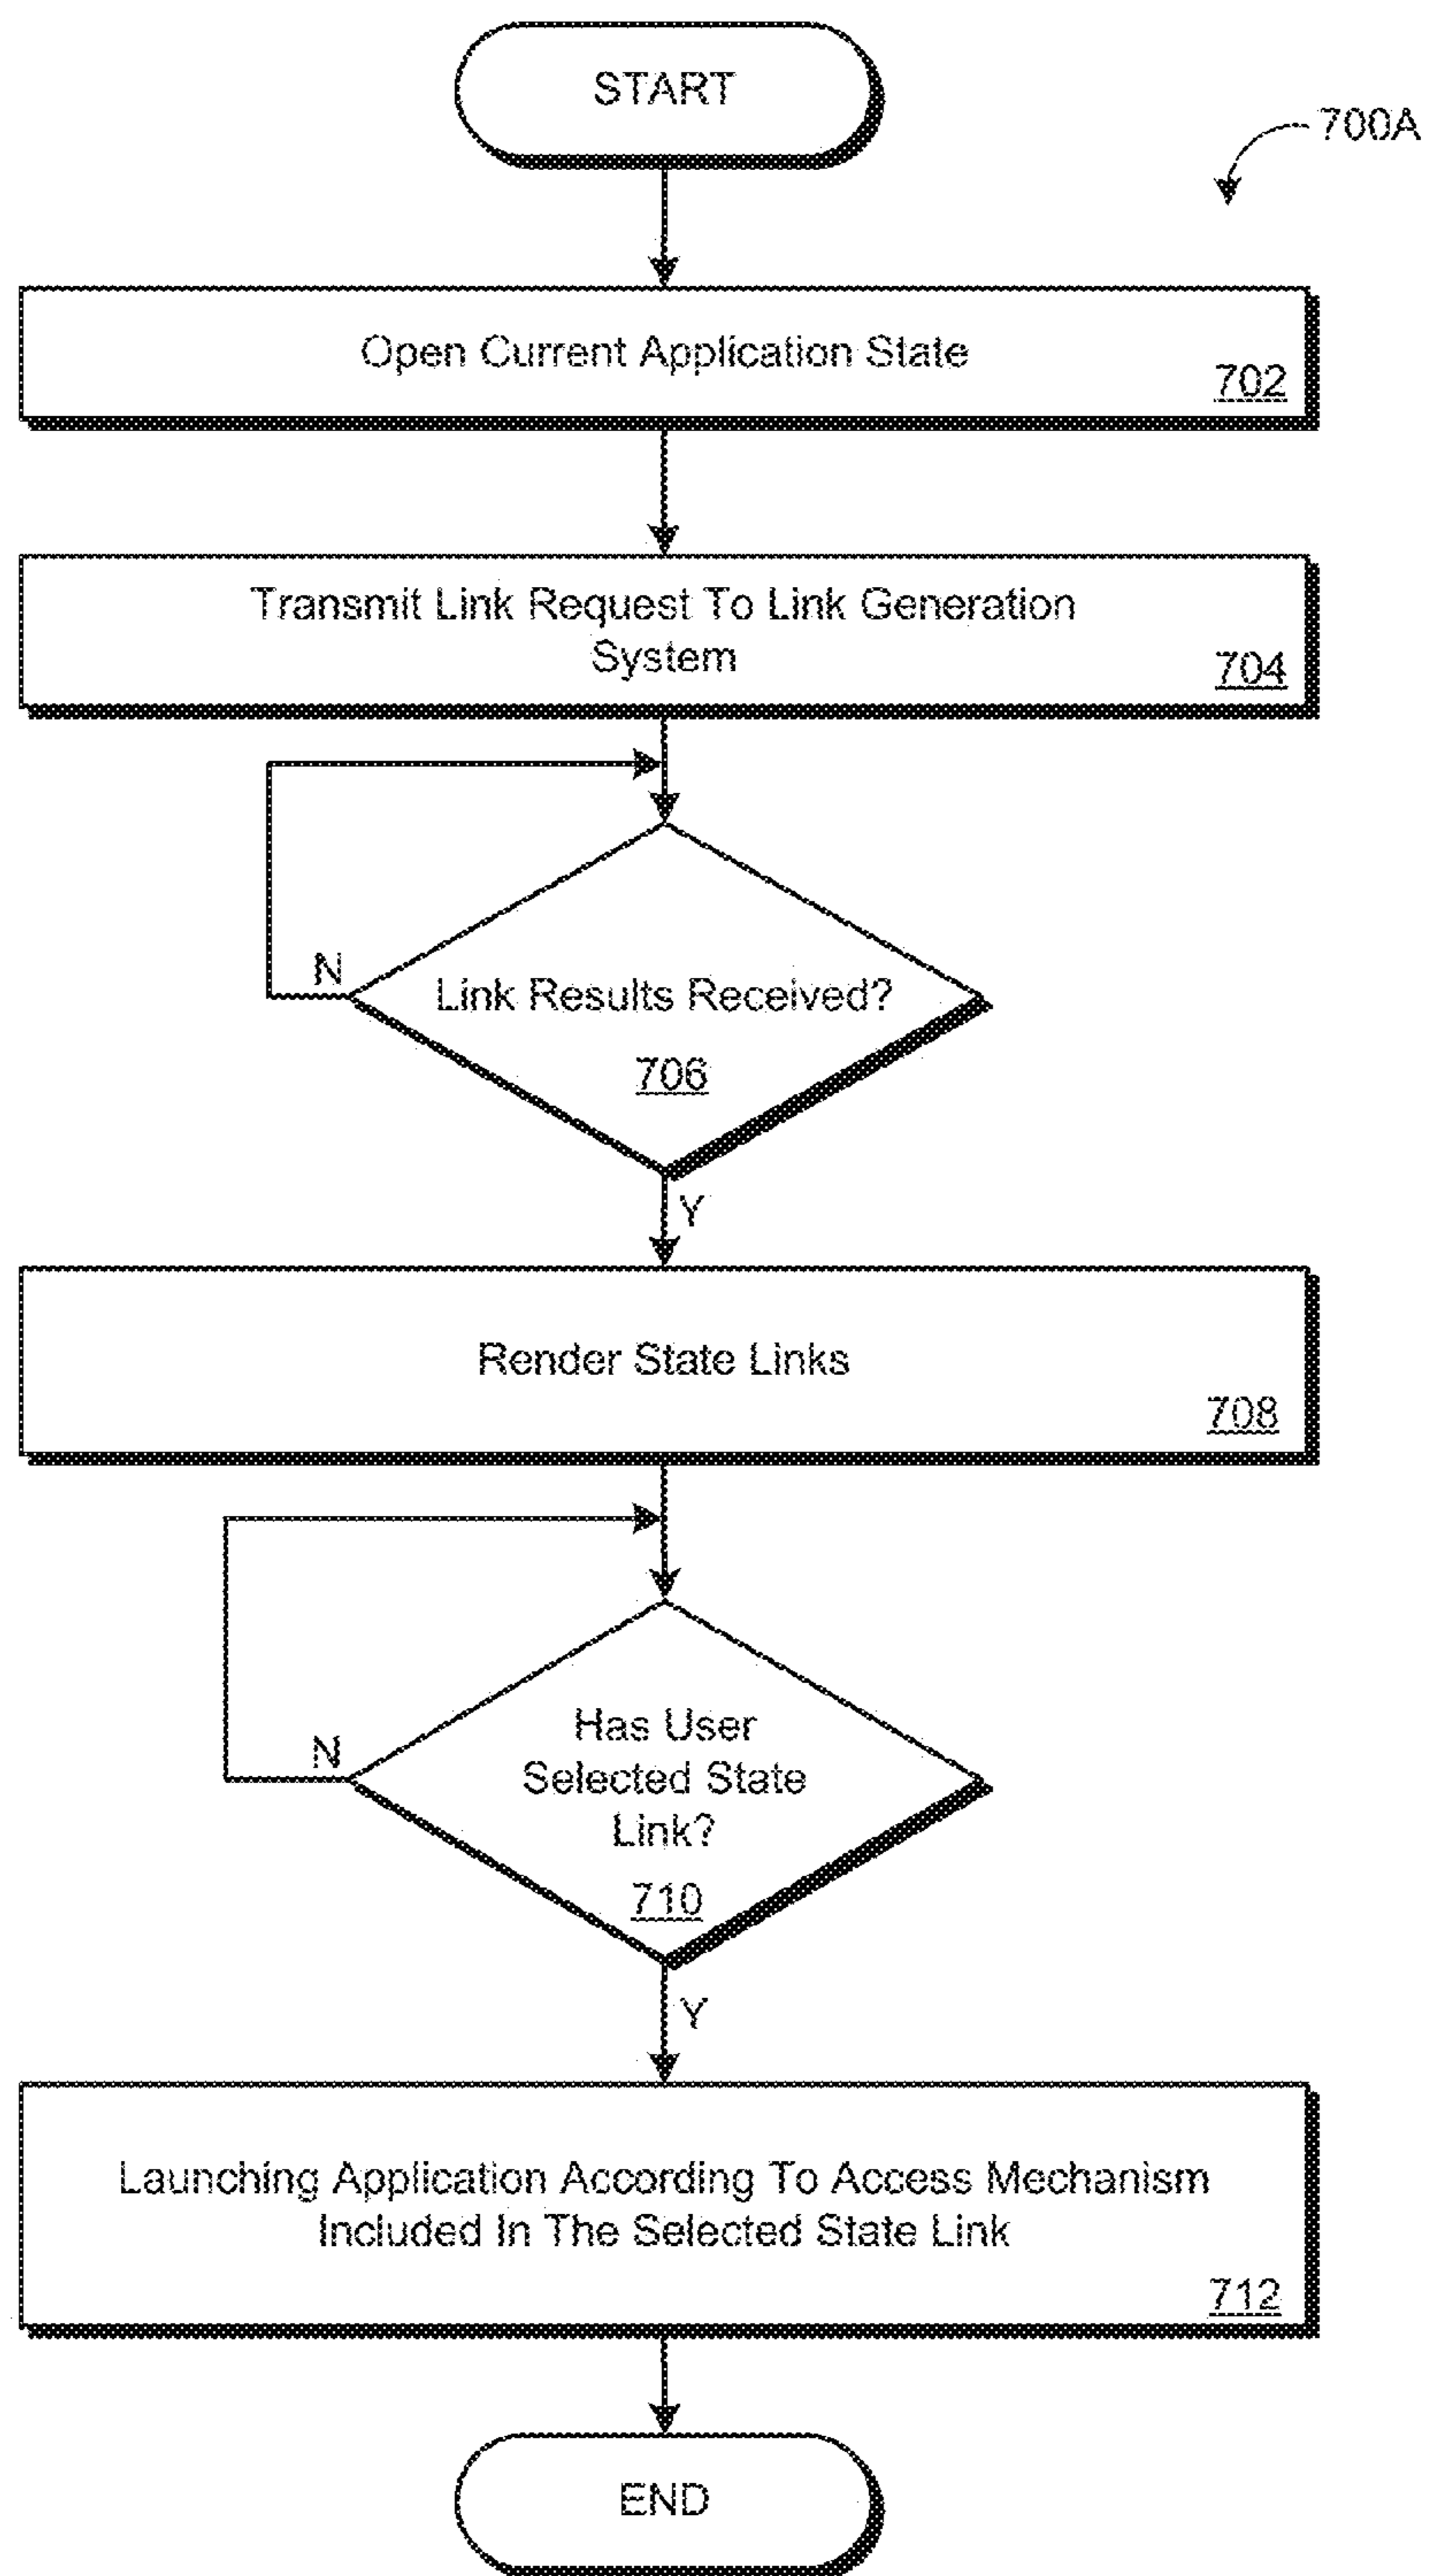 START
700A
Open Current Application State
702
Transmit Link Request To Link Generation
System
704
N
Link Results Received?
706
Y
Render State Links
708
N
Has User
Selected State
Link?
710
Y
Launching Application According To Access Mechanism
Included In The Selected State Link
712
END